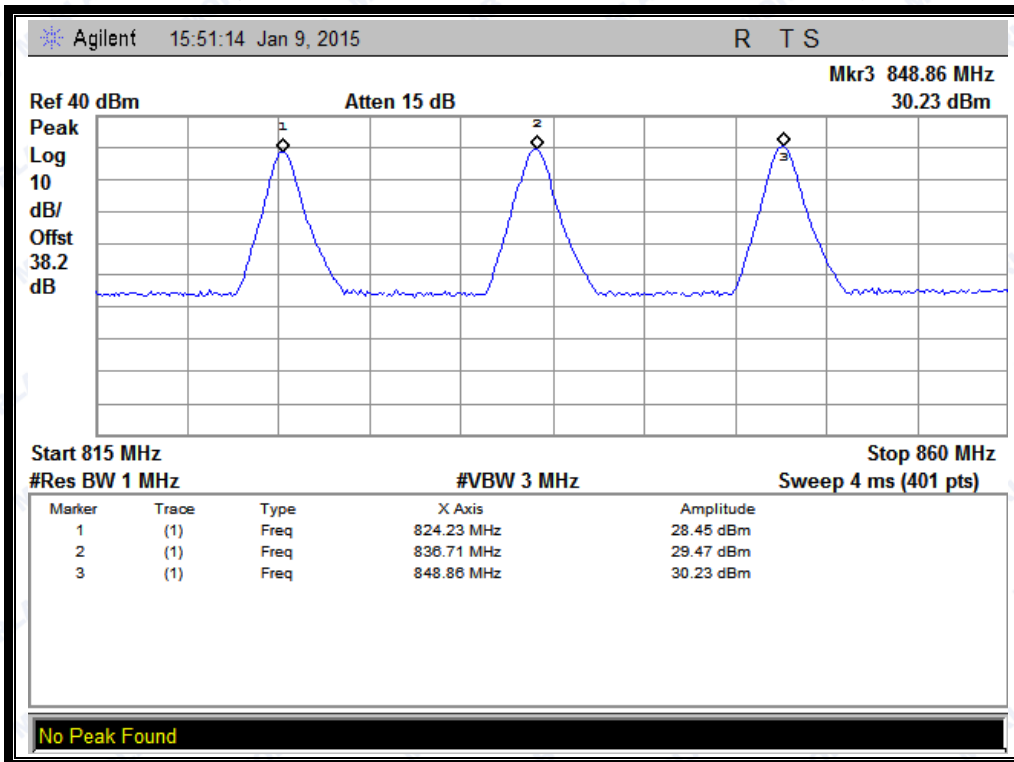 Agilent 15:51:14 Jan 9, 2015 R T S
Mkr3 848.86 MHz
Ref 40 dBm Atten 15 dB 30.23 dBm
Peak
Log
10
dB/
Offst
38.2
dB
1
2
3
Start 815 MHz Stop 860 MHz
#Res BW 1 MHz #VBW 3 MHz Sweep 4 ms (401 pts)
Marker Trace Type X Axis Amplitude
1 (1) Freq 824.23 MHz 28.45 dBm
2 (1) Freq 836.71 MHz 29.47 dBm
3 (1) Freq 848.86 MHz 30.23 dBm
No Peak Found